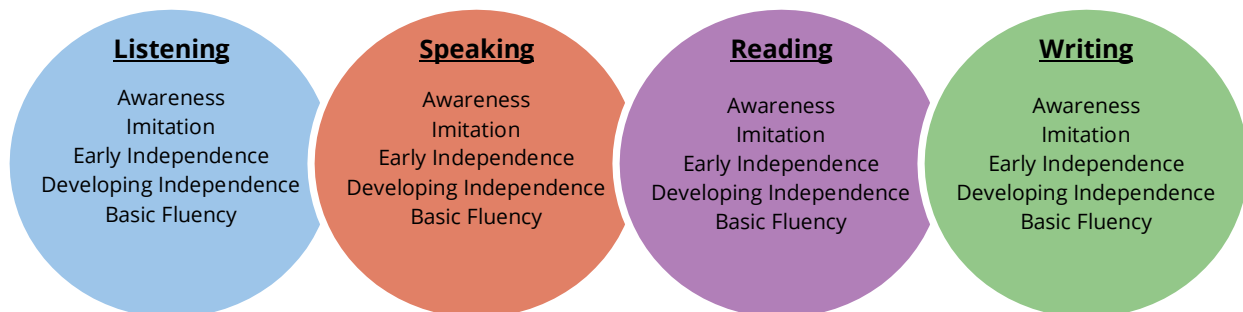 Listening
Awareness
Imitation
Early Independence
Developing Independence
Basic Fluency
Speaking
Awareness
Imitation
Early Independence
Developing Independence
Basic Fluency
Reading
Awareness
Imitation
Early Independence
Developing Independence
Basic Fluency
Writing
Awareness
Imitation
Early Independence
Developing Independence
Basic Fluency